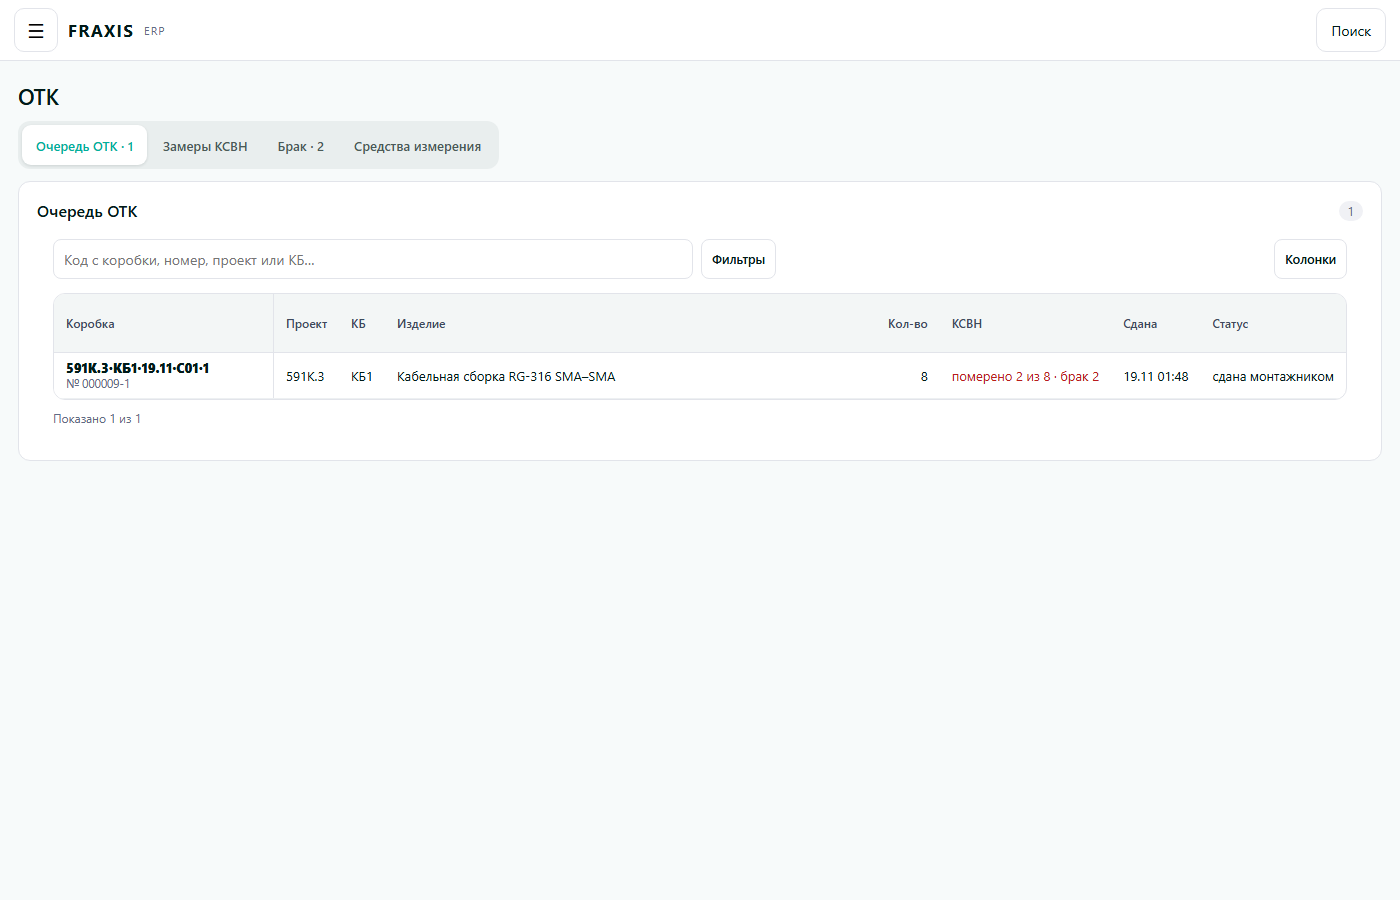 ☰ FRAXIS ERP Поиск
ОТК
Очередь ОТК · 1 Замеры КСВН Брак · 2 Средства измерения
Очередь ОТК 1
Код с коробки, номер, проект или КБ... Фильтры Колонки
Коробка Проект КБ Изделие Кол-во КСВН Сдана Статус
591К.3·КБ1·19.11·С01·1
№ 000009-1
591К.3 КБ1 Кабельная сборка RG-316 SMA–SMA 8 померено 2 из 8 · брак 2 19.11 01:48 сдана монтажником
Показано 1 из 1